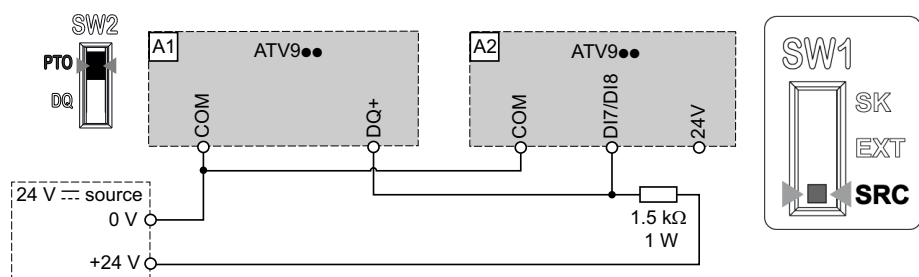 SW2
PTO
DQ
A1
ATV9●●
COM
DQ+
A2
ATV9●●
COM
DI7/DI8
24V
SW1
SK
EXT
SRC
24 V ⎓ source
0 V
+24 V
1.5 kΩ
1 W